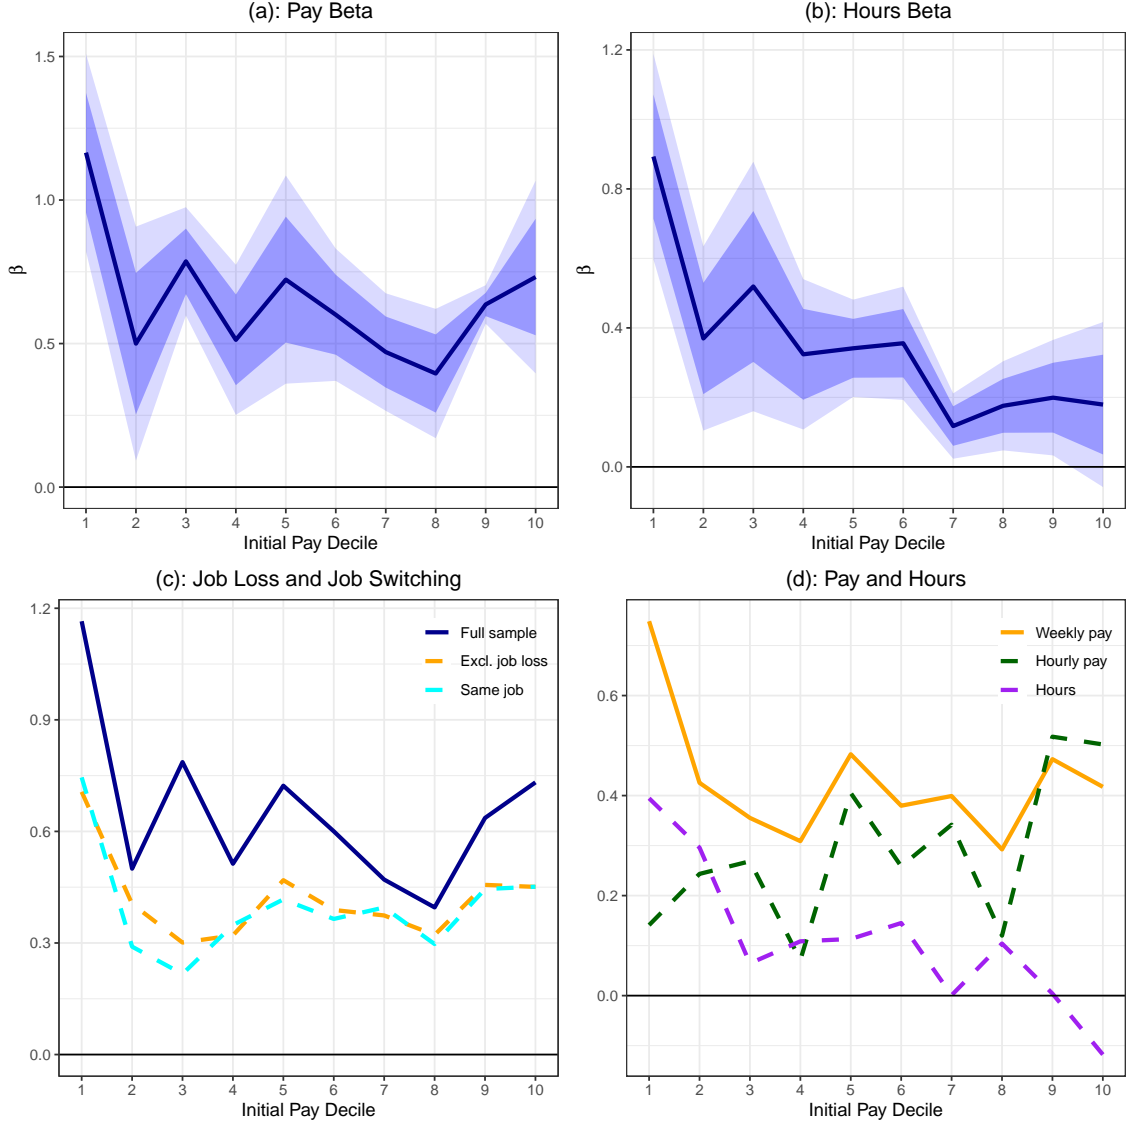 (a): Pay Beta
1.5
1.0
0.5
0.0
β
1 2 3 4 5 6 7 8 9 10
Initial Pay Decile
(b): Hours Beta
1.2
0.8
0.4
0.0
β
1 2 3 4 5 6 7 8 9 10
Initial Pay Decile
(c): Job Loss and Job Switching
1.2
0.9
0.6
0.3
0.0
Full sample
Excl. job loss
Same job
1 2 3 4 5 6 7 8 9 10
Initial Pay Decile
(d): Pay and Hours
0.6
0.4
0.2
0.0
Weekly pay
Hourly pay
Hours
1 2 3 4 5 6 7 8 9 10
Initial Pay Decile